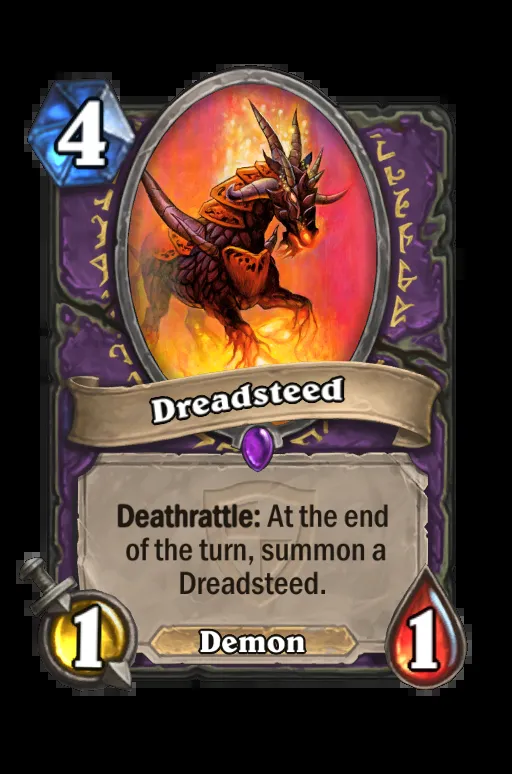 4
Dreadsteed
Deathrattle: At the end
of the turn, summon a
Dreadsteed.
1
Demon
1